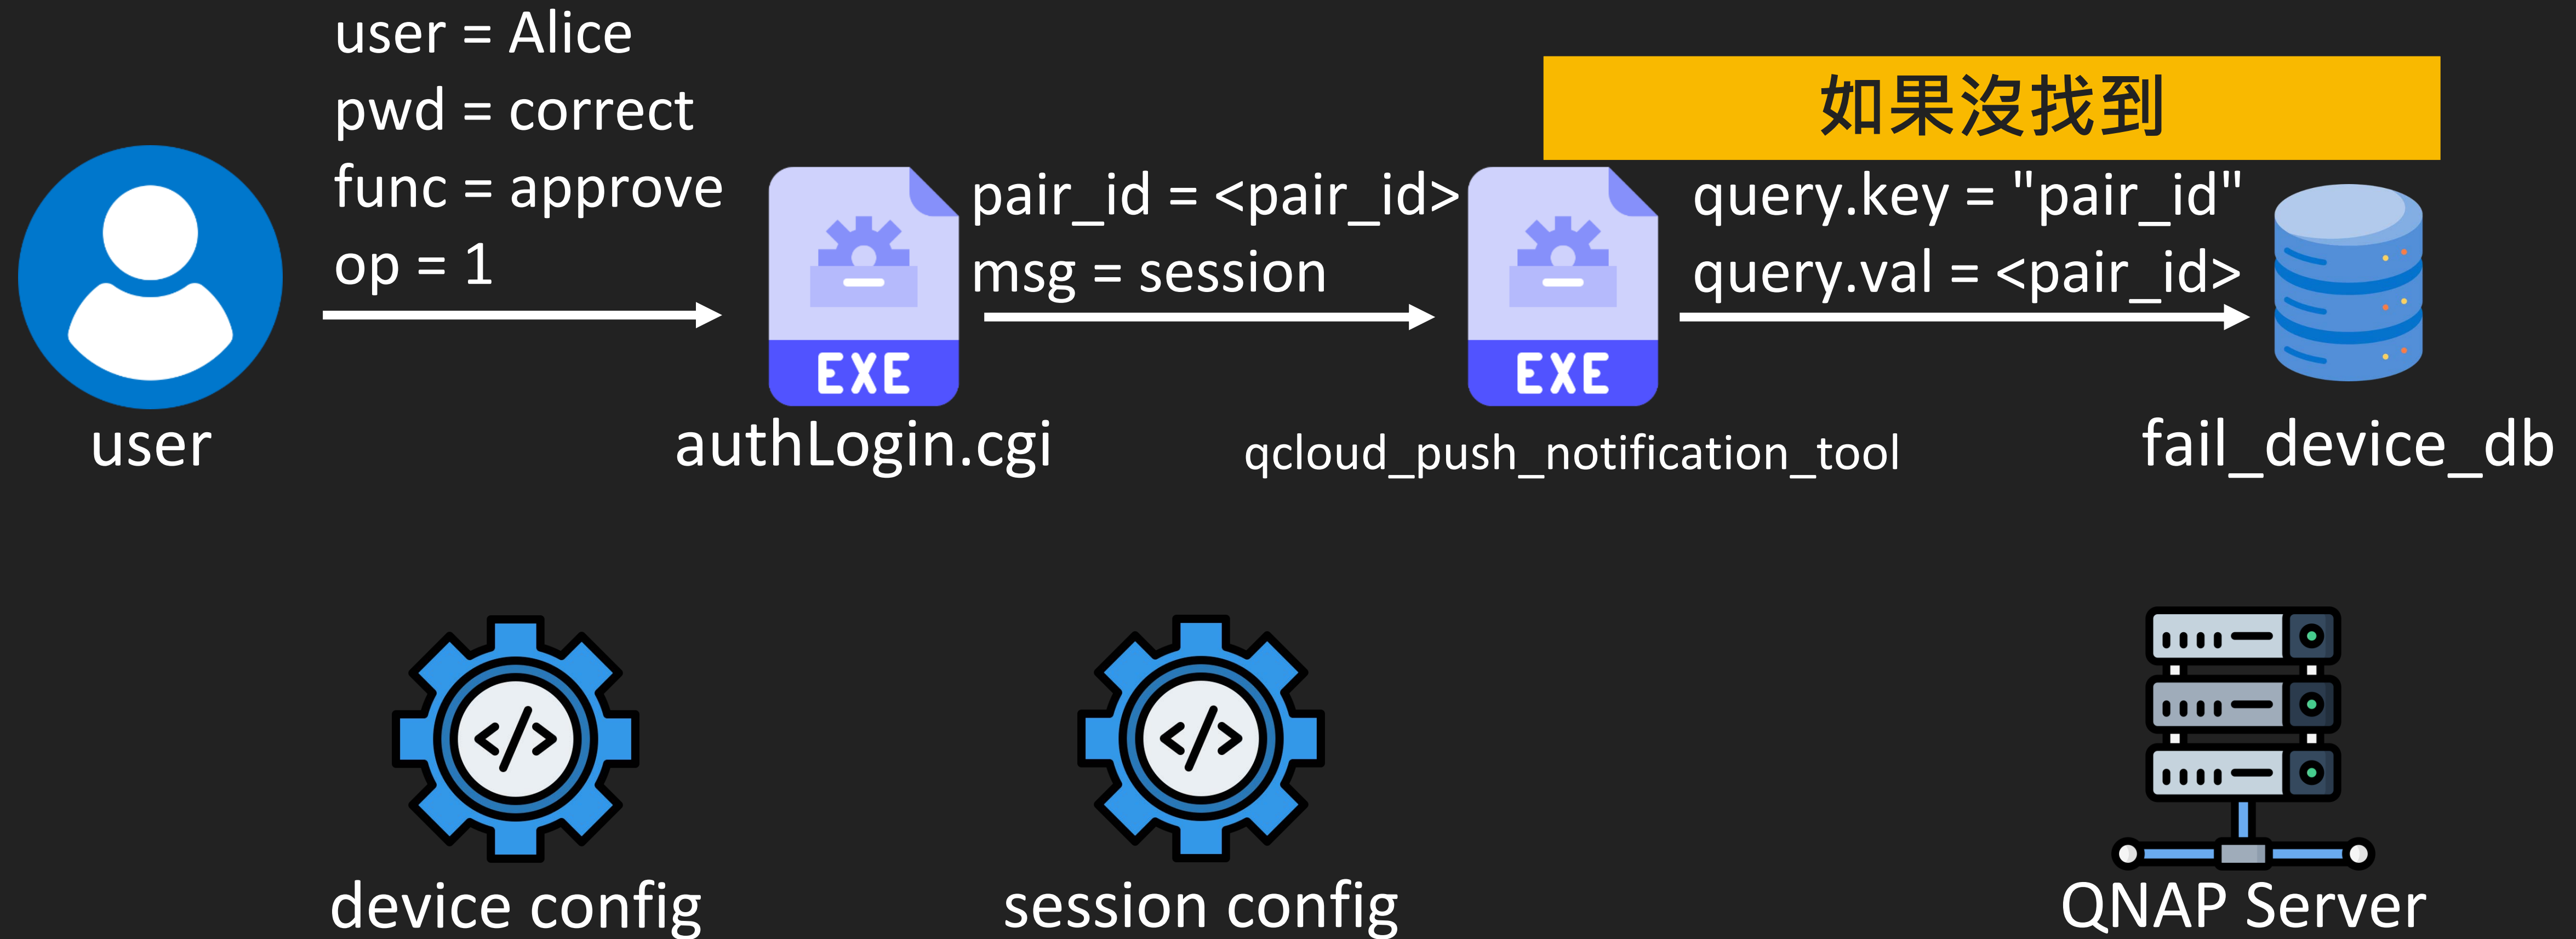 user = Alice
pwd = correct
func = approve
op = 1
如果沒找到
pair_id = <pair_id>
msg = session
query.key = "pair_id"
query.val = <pair_id>
EXE
EXE
user
authLogin.cgi
qcloud_push_notification_tool
fail_device_db
</>
</>
device config
session config
QNAP Server